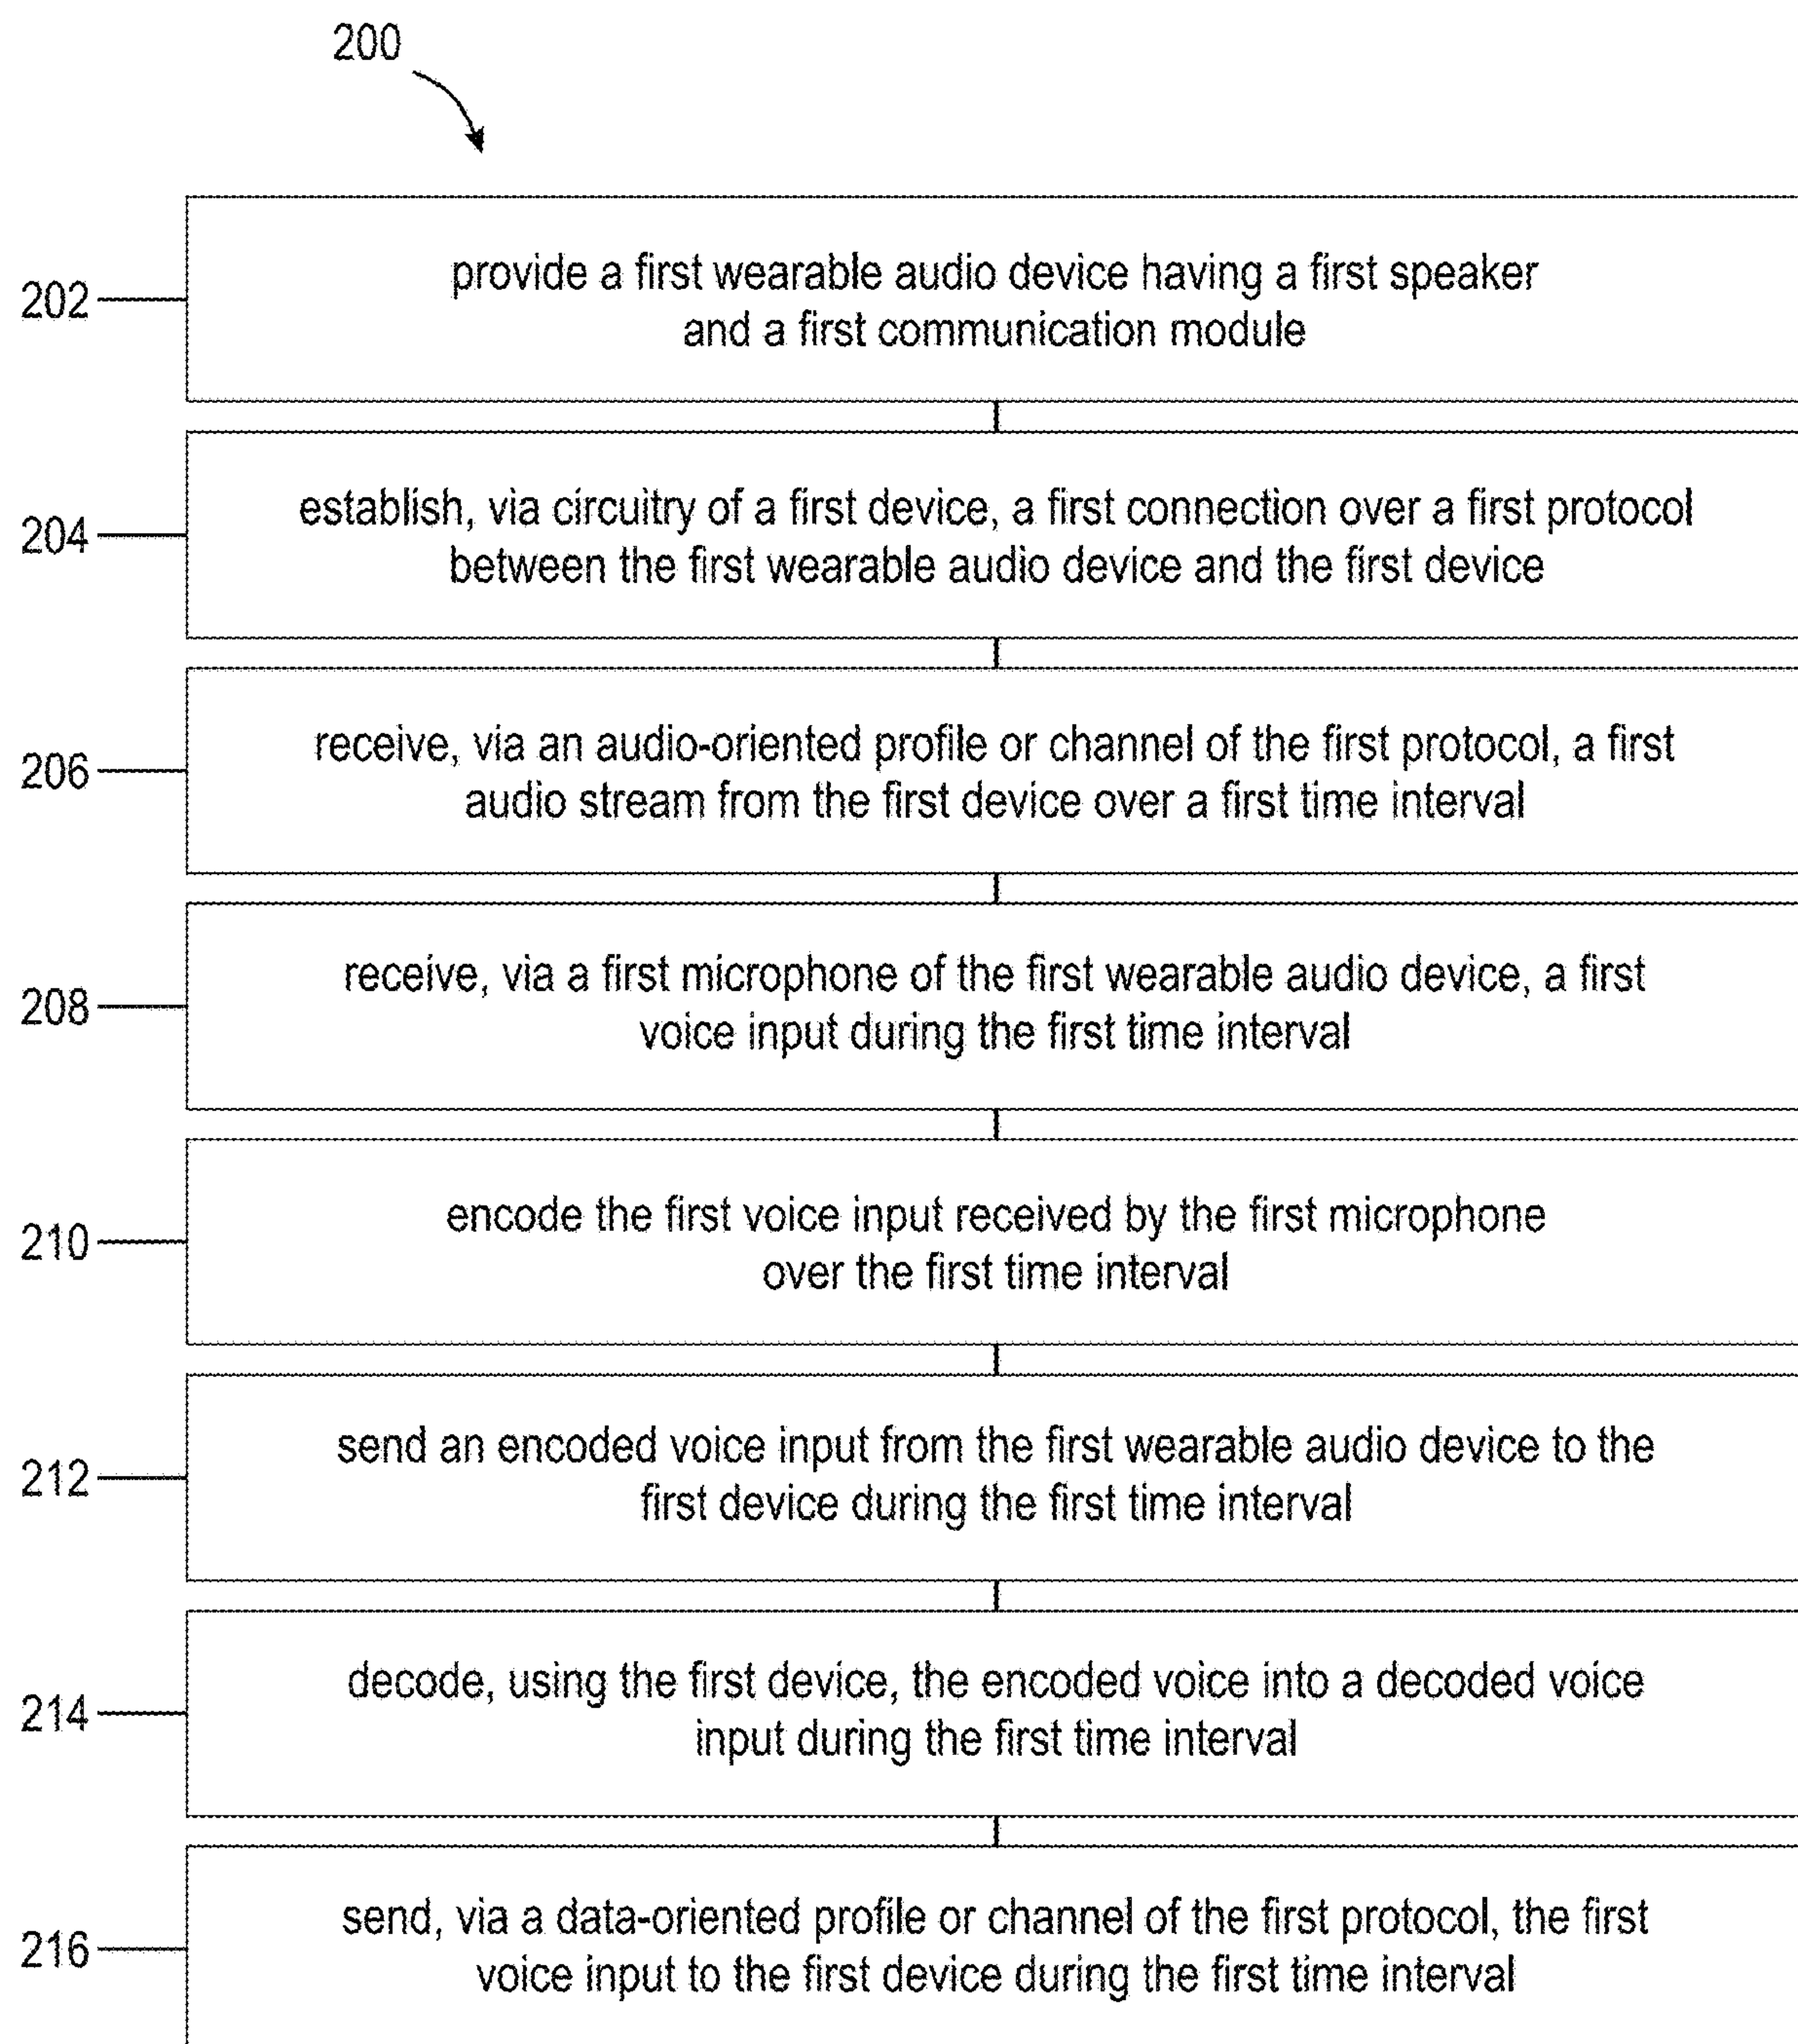 200
202
provide a first wearable audio device having a first speaker
and a first communication module
204
establish, via circuitry of a first device, a first connection over a first protocol
between the first wearable audio device and the first device
206
receive, via an audio-oriented profile or channel of the first protocol, a first
audio stream from the first device over a first time interval
208
receive, via a first microphone of the first wearable audio device, a first
voice input during the first time interval
210
encode the first voice input received by the first microphone
over the first time interval
212
send an encoded voice input from the first wearable audio device to the
first device during the first time interval
214
decode, using the first device, the encoded voice into a decoded voice
input during the first time interval
216
send, via a data-oriented profile or channel of the first protocol, the first
voice input to the first device during the first time interval